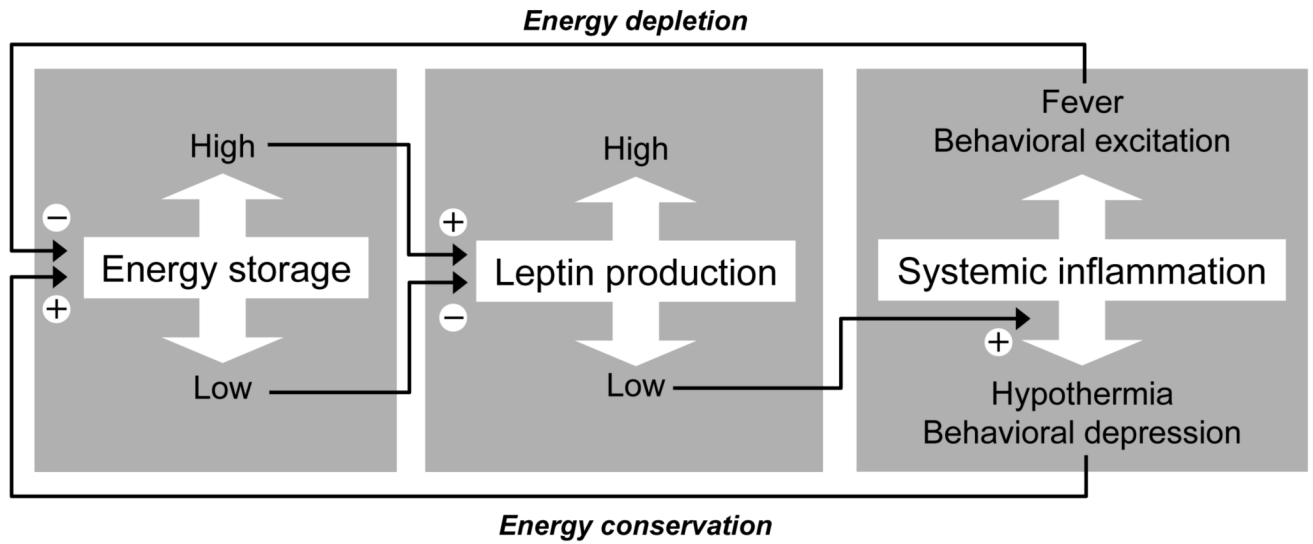 Energy depletion
High
−
Energy storage
+
Low
High
+
Leptin production
−
Low
Fever
Behavioral excitation
Systemic inflammation
+
Hypothermia
Behavioral depression
Energy conservation